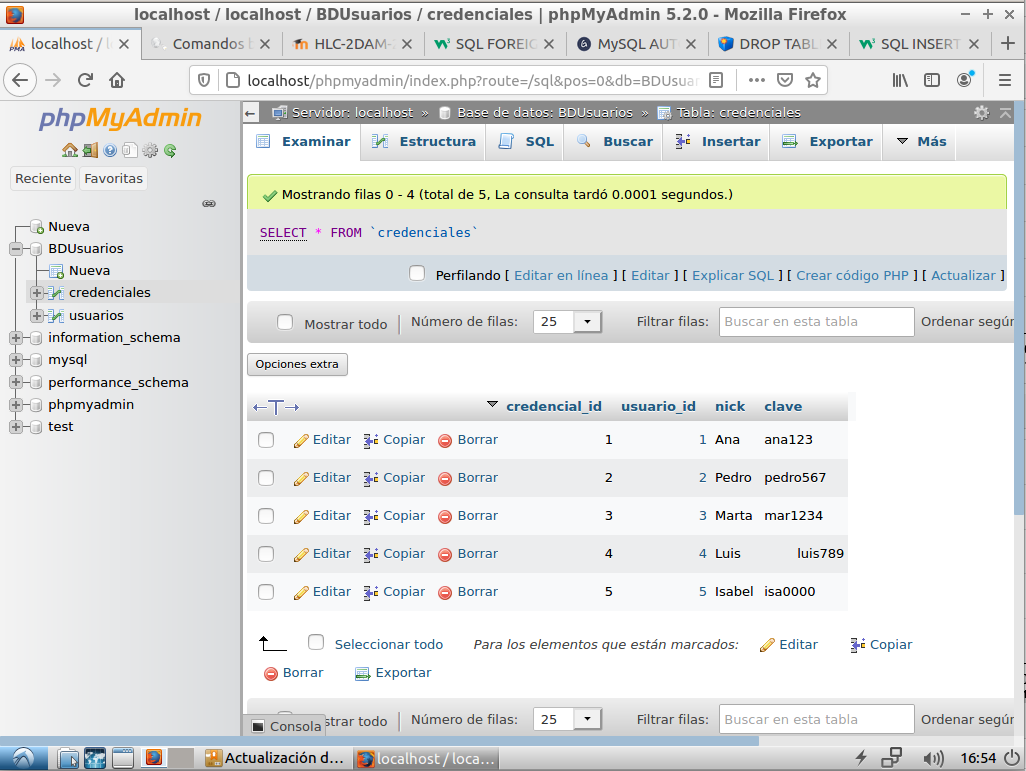 localhost / localhost / BDUsuarios / credenciales | phpMyAdmin 5.2.0 - Mozilla Firefox
localhost / l
Comandos b
HLC-2DAM-
SQL FOREIG
MySQL AUT
DROP TABL
SQL INSERT
localhost/phpmyadmin/index.php?route=/sql&pos=0&db=BDUsuar
phpMyAdmin
Reciente
Favoritas
Nueva
BDUsuarios
Nueva
credenciales
usuarios
information_schema
mysql
performance_schema
phpmyadmin
test
Servidor: localhost » Base de datos: BDUsuarios » Tabla: credenciales
Examinar Estructura SQL Buscar Insertar Exportar Más
Mostrando filas 0 - 4 (total de 5, La consulta tardó 0.0001 segundos.)
SELECT * FROM `credenciales`
Perfilando [ Editar en línea ] [ Editar ] [ Explicar SQL ] [ Crear código PHP ] [ Actualizar ]
Mostrar todo | Número de filas: 25 Filtrar filas: Buscar en esta tabla Ordenar según
Opciones extra
←T→ credencial_id usuario_id nick clave
Editar Copiar Borrar 1 1 Ana ana123
Editar Copiar Borrar 2 2 Pedro pedro567
Editar Copiar Borrar 3 3 Marta mar1234
Editar Copiar Borrar 4 4 Luis luis789
Editar Copiar Borrar 5 5 Isabel isa0000
Seleccionar todo Para los elementos que están marcados: Editar Copiar
Borrar Exportar
strar todo | Número de filas: 25 Filtrar filas: Buscar en esta tabla Ordenar según
Consola
Actualización d...
localhost / loca...
16:54